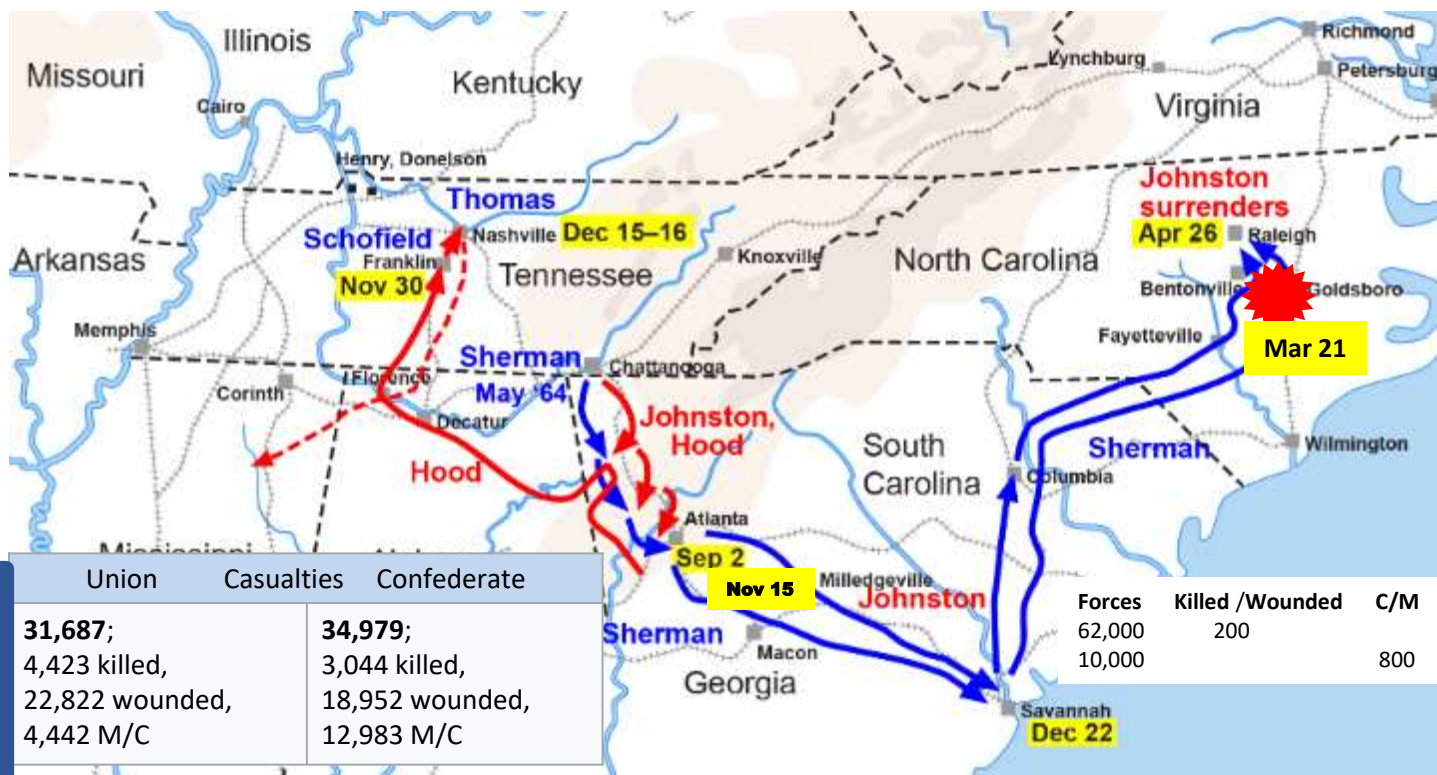 Illinois
Missouri
Kentucky
Cairo
Richmond
Lynchburg
Petersburg
Virginia
Henry, Donelson
Thomas
Nashville
Dec 15–16
Schofield
Franklin
Nov 30
Tennessee
Arkansas
Knoxville
North Carolina
Johnston
surrenders
Apr 26
Raleigh
Bentonville
Goldsboro
Fayetteville
Mar 21
Memphis
Sherman
May '64
Chattanooga
Corinth
Florence
Decatur
Johnston,
Hood
Hood
South
Carolina
Sherman
Wilmington
Columbia
Atlanta
Sep 2
Nov 15
Milledgeville
Johnston
Sherman
Macon
Georgia
Savannah
Dec 22
Mississippi
Union Casualties Confederate
31,687; 34,979;
4,423 killed, 3,044 killed,
22,822 wounded, 18,952 wounded,
4,442 M/C 12,983 M/C
Forces Killed /Wounded C/M
62,000 200
10,000 800